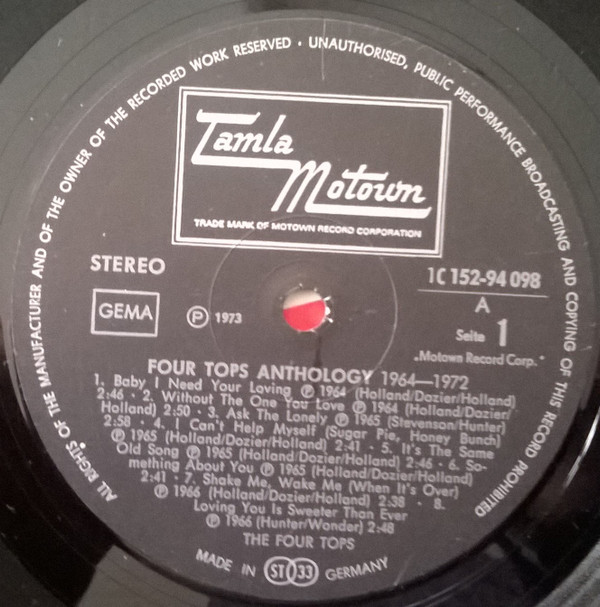 ALL RIGHTS OF THE MANUFACTURER AND OF THE OWNER OF THE RECORDED WORK RESERVED · UNAUTHORISED, PUBLIC PERFORMANCE BROADCASTING AND COPYING OF THIS RECORD PROHIBITED
Tamla
Motown
TRADE MARK OF MOTOWN RECORD CORPORATION
STEREO
1C 152-94 098
GEMA
Ⓟ 1973
A
Seite 1
„Motown Record Corp."
FOUR TOPS ANTHOLOGY 1964—1972
1. Baby I Need Your Loving Ⓟ 1964 (Holland/Dozier/Holland)
2:46 · 2. Without The One You Love Ⓟ 1964 (Holland/Dozier/
Holland) 2:50 · 3. Ask The Lonely Ⓟ 1965 (Stevenson/Hunter)
2:58 · 4. I Can't Help Myself (Sugar Pie, Honey Bunch)
Ⓟ 1965 (Holland/Dozier/Holland) 2:41 · 5. It's The Same
Old Song Ⓟ 1965 (Holland/Dozier/Holland) 2:46 · 6. So-
mething About You Ⓟ 1965 (Holland/Dozier/Holland)
2:41 · 7. Shake Me, Wake Me (When It's Over)
Ⓟ 1966 (Holland/Dozier/Holland) 2:38 · 8.
Loving You Is Sweeter Than Ever
Ⓟ 1966 (Hunter/Wonder) 2:48
THE FOUR TOPS
MADE IN ST 33 GERMANY